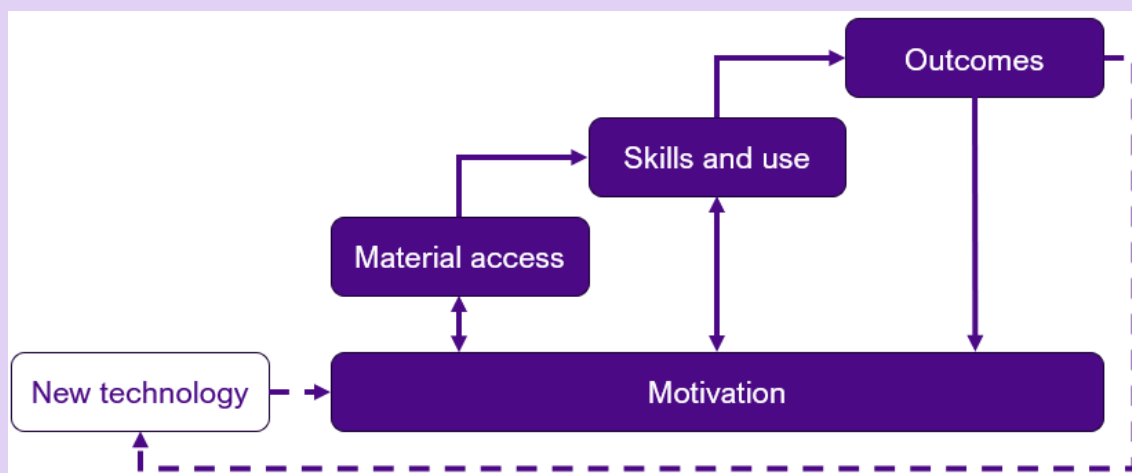 Outcomes
Skills and use
Material access
New technology
Motivation